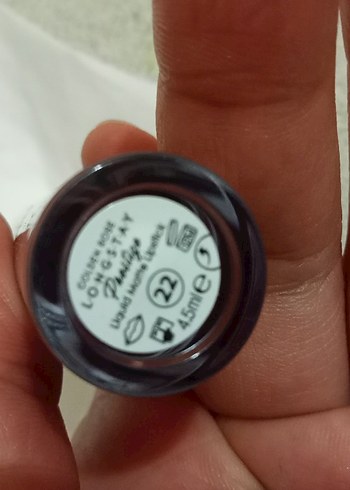 GOLDEN ROSE
LONGSTAY
Prestige
Liquid Matte Lipstick
22
4.5ml e